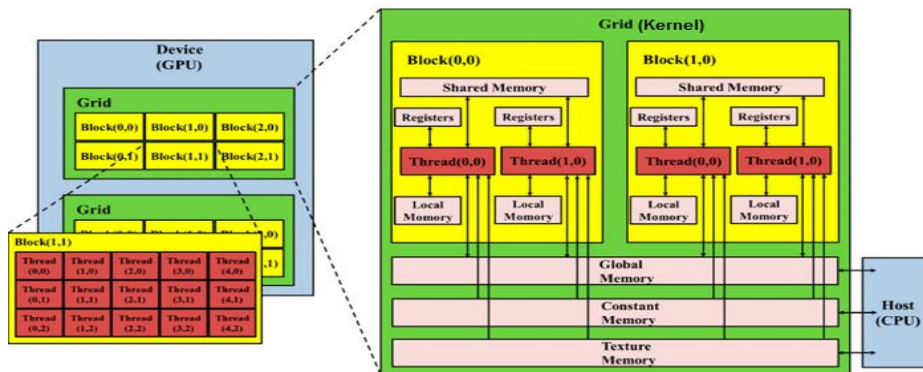 Device
(GPU)
Grid
Block(0,0) Block(1,0) Block(2,0)
Block(0,1) Block(1,1) Block(2,1)
Grid
Block(1,1)
Thread (0,0) Thread (1,0) Thread (2,0) Thread (3,0) Thread (4,0)
Thread (0,1) Thread (1,1) Thread (2,1) Thread (3,1) Thread (4,1)
Thread (0,2) Thread (1,2) Thread (2,2) Thread (3,2) Thread (4,2)
Grid (Kernel)
Block(0,0)
Shared Memory
Registers Registers
Thread(0,0) Thread(1,0)
Local Momory Local Momory
Block(1,0)
Shared Memory
Registers Registers
Thread(0,0) Thread(1,0)
Local Momory Local Momory
Global
Memory
Constant
Memory
Texture
Memory
Host
(CPU)